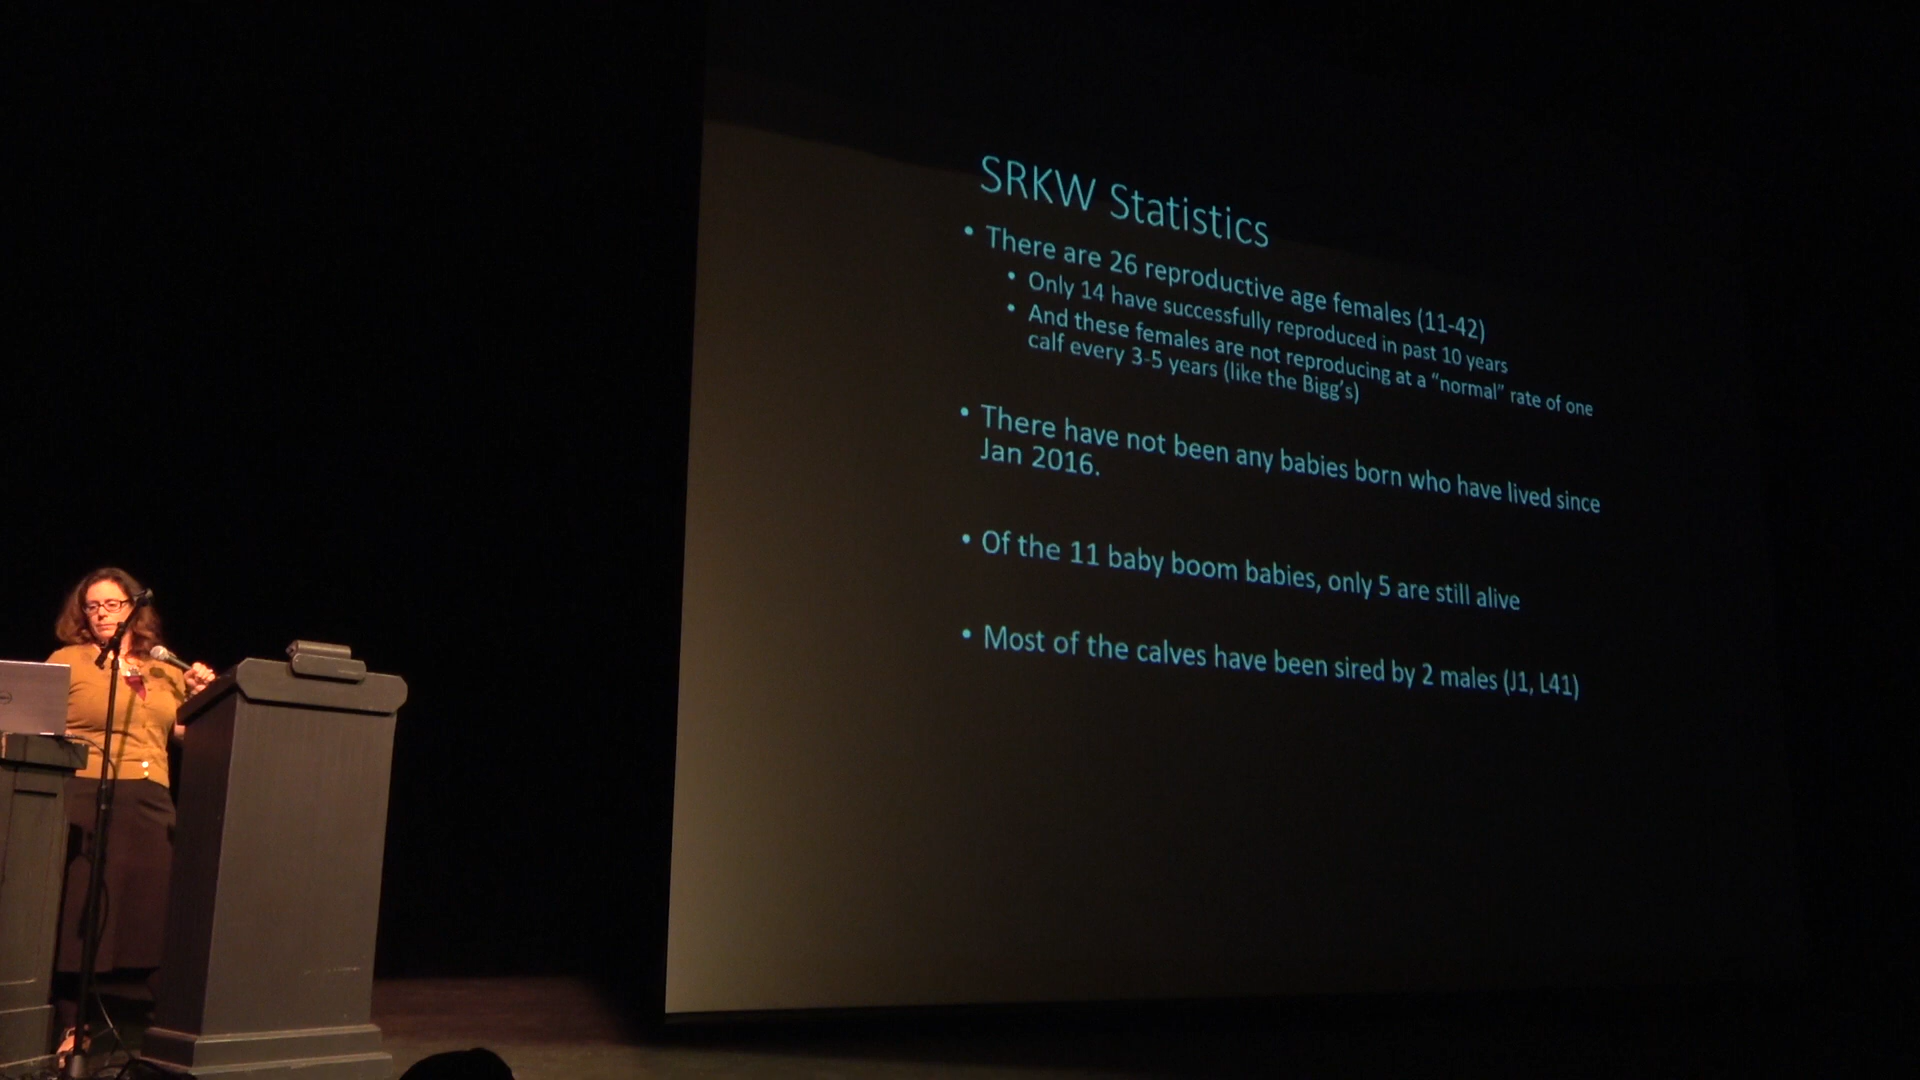 SRKW Statistics
• There are 26 reproductive age females (11-42)
• Only 14 have successfully reproduced in past 10 years
• And these females are not reproducing at a “normal” rate of one
calf every 3-5 years (like the Bigg’s)
• There have not been any babies born who have lived since
Jan 2016.
• Of the 11 baby boom babies, only 5 are still alive
• Most of the calves have been sired by 2 males (J1, L41)